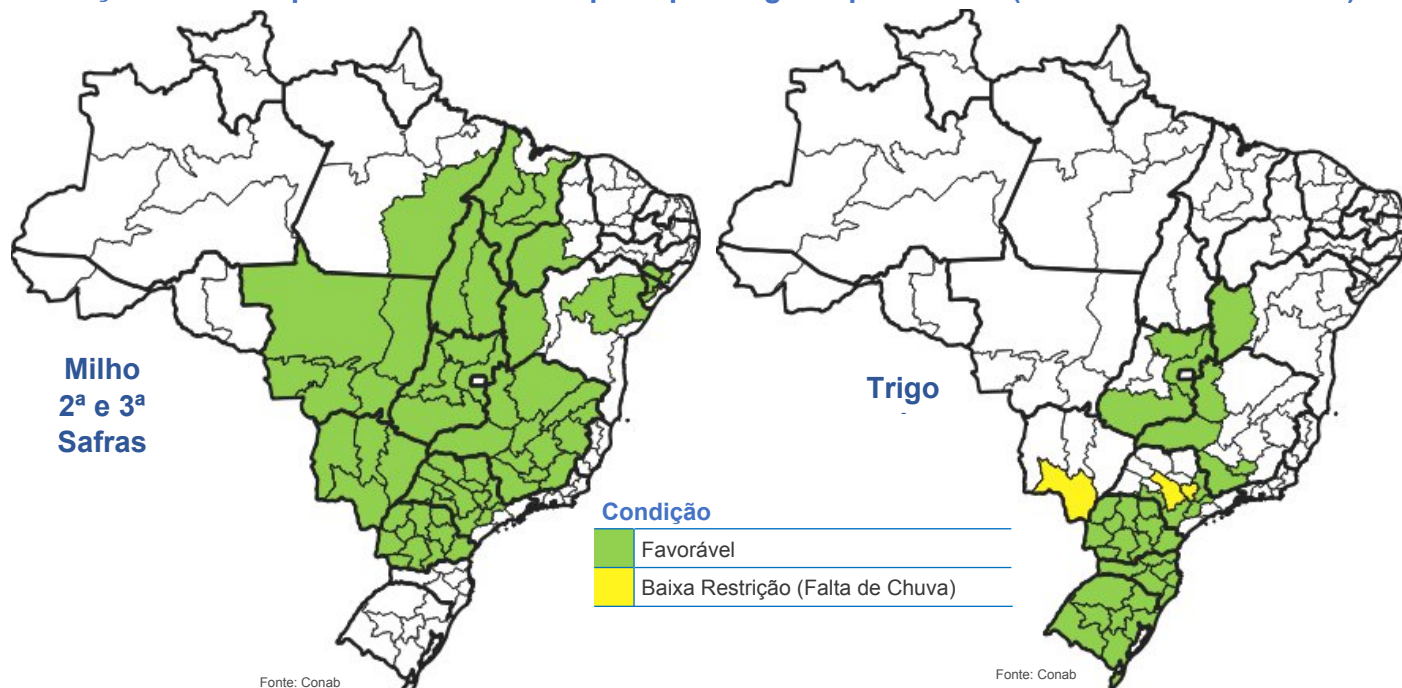 Milho
2ª e 3ª
Safras
Trigo
Condição
Favorável
Baixa Restrição (Falta de Chuva)
Fonte: Conab
Fonte: Conab